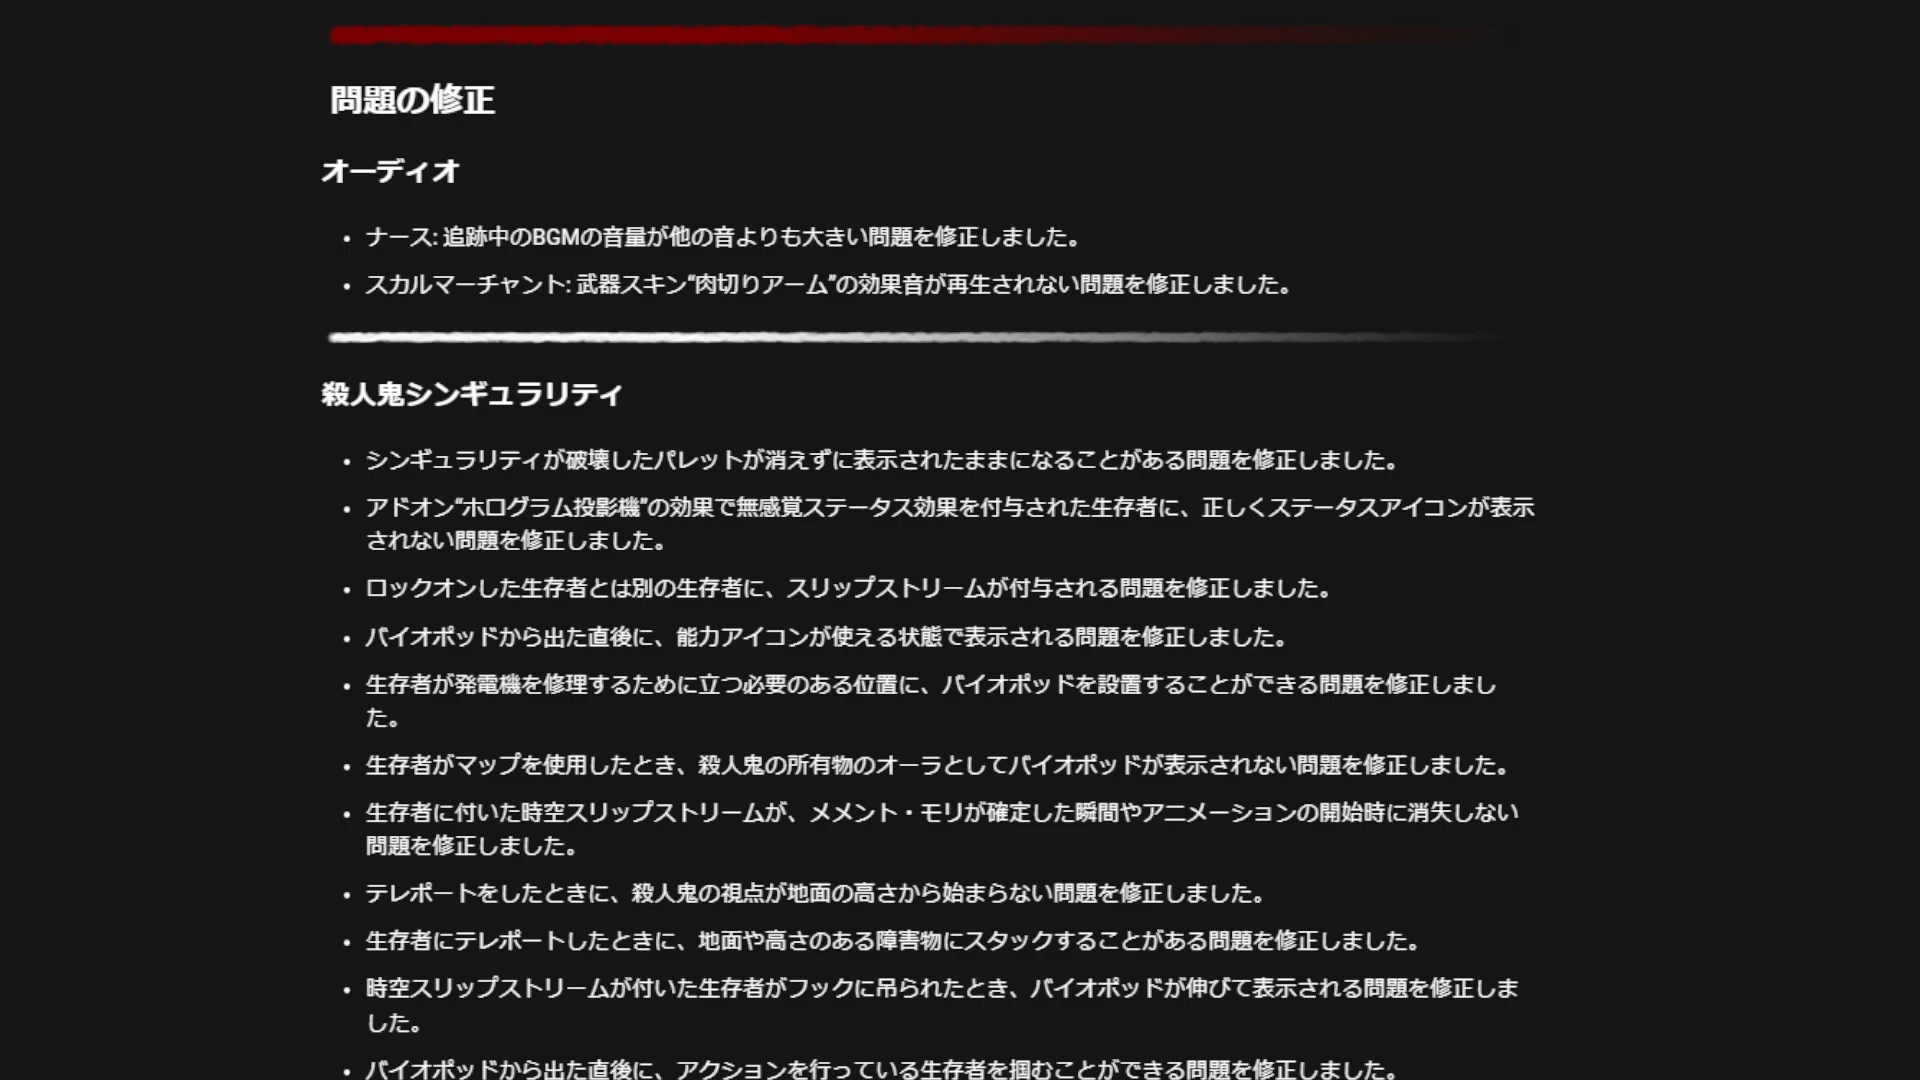 問題の修正
オーディオ
• ナース: 追跡中のBGMの音量が他の音よりも大きい問題を修正しました。
• スカルマーチャント: 武器スキン“肉切りアーム”の効果音が再生されない問題を修正しました。
殺人鬼シンギュラリティ
• シンギュラリティが破壊したパレットが消えずに表示されたままになることがある問題を修正しました。
• アドオン“ホログラム投影機”の効果で無感覚ステータス効果を付与された生存者に、正しくステータスアイコンが表示
されない問題を修正しました。
• ロックオンした生存者とは別の生存者に、スリップストリームが付与される問題を修正しました。
• バイオポッドから出た直後に、能力アイコンが使える状態で表示される問題を修正しました。
• 生存者が発電機を修理するために立つ必要のある位置に、バイオポッドを設置することができる問題を修正しまし
た。
• 生存者がマップを使用したとき、殺人鬼の所有物のオーラとしてバイオポッドが表示されない問題を修正しました。
• 生存者に付いた時空スリップストリームが、メメント・モリが確定した瞬間やアニメーションの開始時に消失しない
問題を修正しました。
• テレポートをしたときに、殺人鬼の視点が地面の高さから始まらない問題を修正しました。
• 生存者にテレポートしたときに、地面や高さのある障害物にスタックすることがある問題を修正しました。
• 時空スリップストリームが付いた生存者がフックに吊られたとき、バイオポッドが伸びて表示される問題を修正しま
した。
• バイオポッドから出た直後に、アクションを行っている生存者を掴むことができる問題を修正しました。